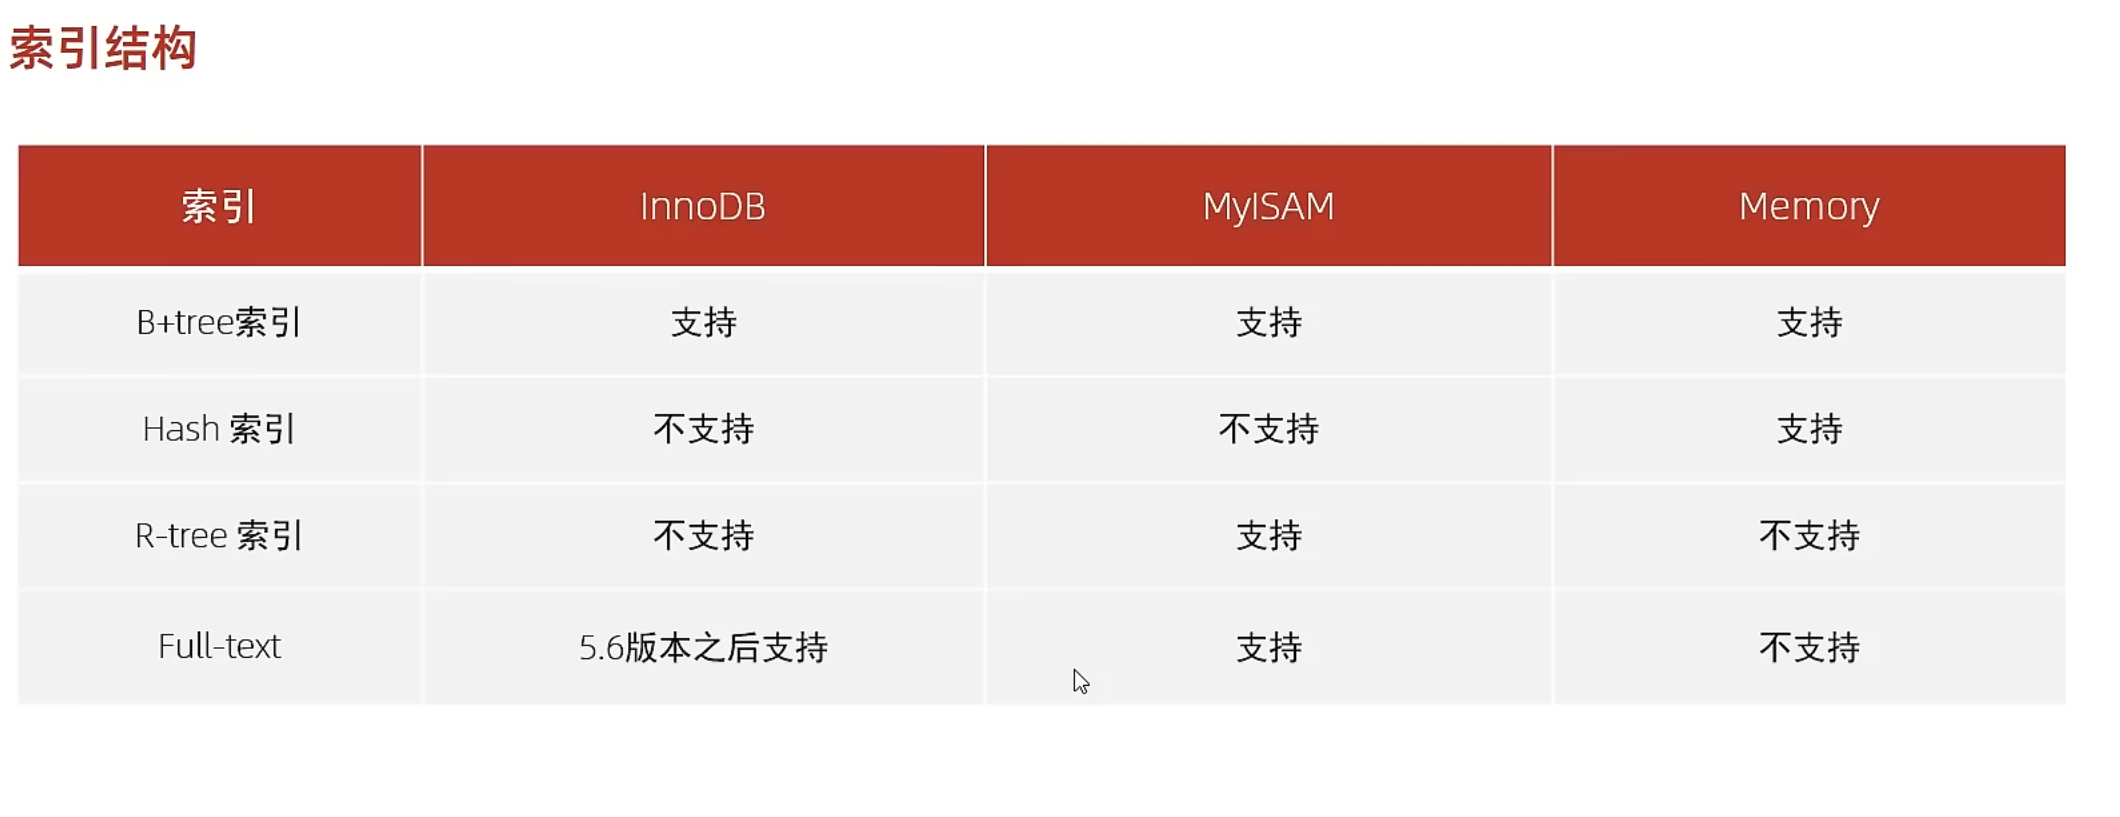 索引结构
索引 InnoDB MyISAM Memory
B+tree索引 支持 支持 支持
Hash 索引 不支持 不支持 支持
R-tree 索引 不支持 支持 不支持
Full-text 5.6版本之后支持 支持 不支持